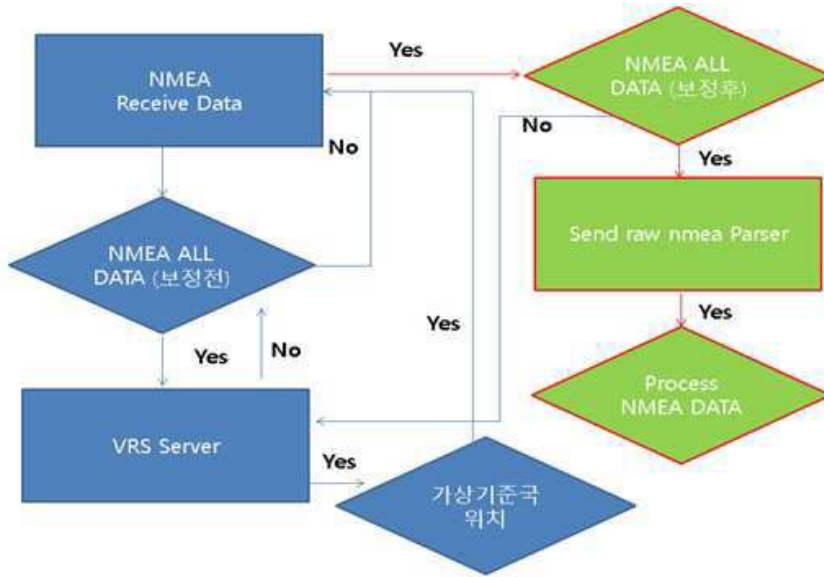 NMEA
Receive Data
Yes
NMEA ALL
DATA (보정후)
No
No
Yes
NMEA ALL
DATA (보정전)
Send raw nmea Parser
Yes
No
Yes
Yes
VRS Server
Process
NMEA DATA
Yes
가상기준국
위치